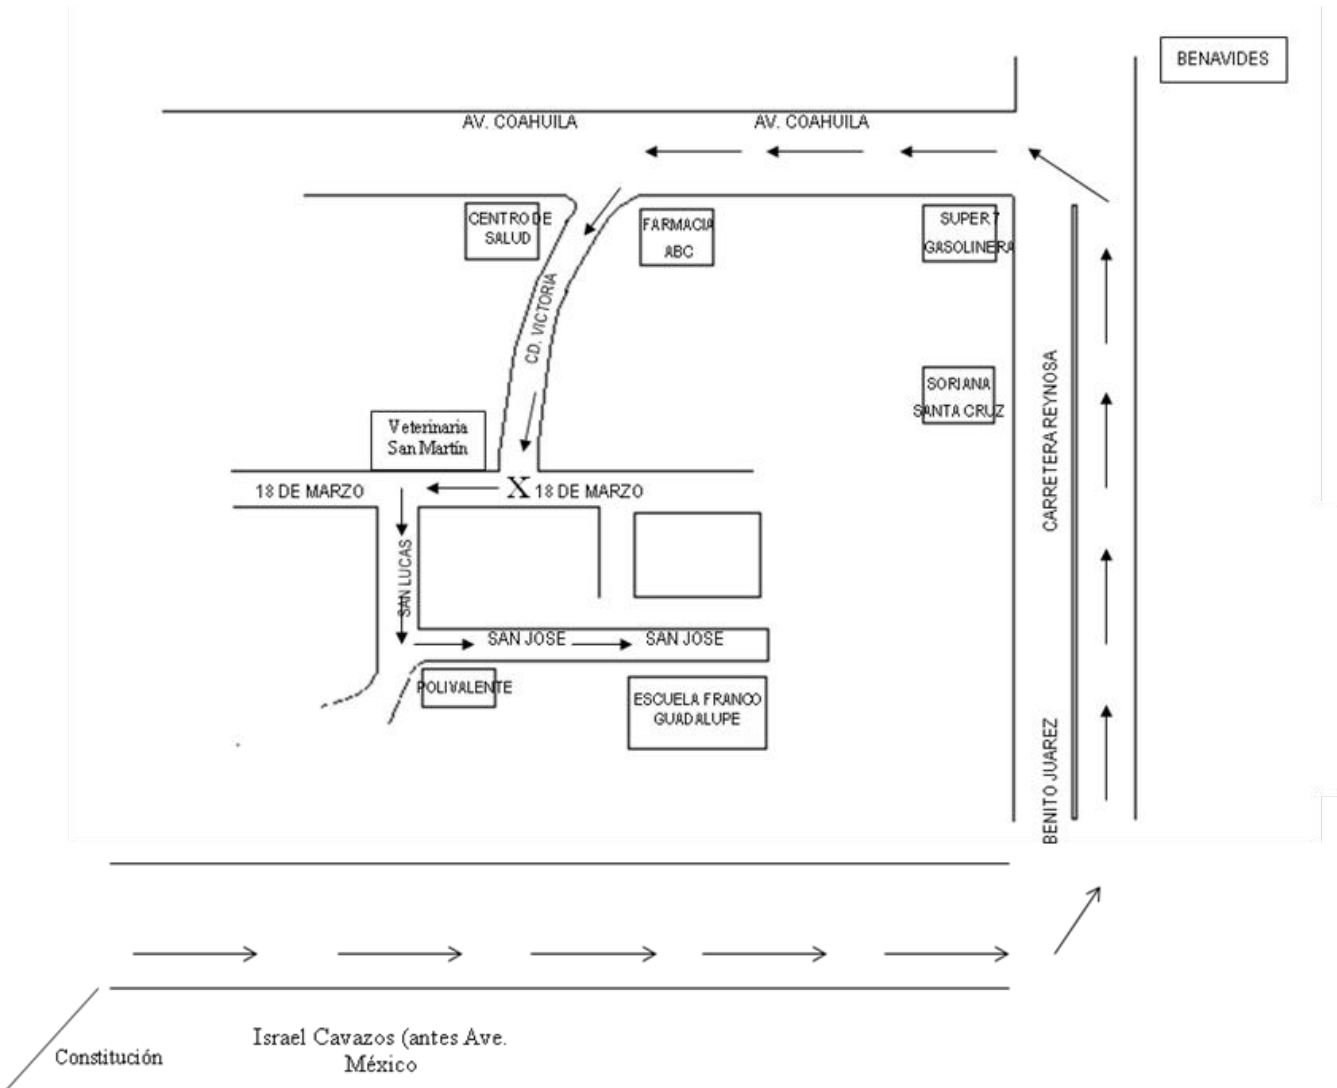 BENAVIDES
AV. COAHUILA
AV. COAHUILA
CENTRO DE
SALUD
FARMACIA
ABC
SUPER 7
GASOLINERA
CD. VICTORIA
SORIANA
SANTA CRUZ
CARRETERA REYNOSA
Veterinaria
San Martín
18 DE MARZO
X
18 DE MARZO
SAN LUCAS
SAN JOSE
SAN JOSE
POLIVALENTE
ESCUELA FRANCO
GUADALUPE
BENITO JUAREZ
Israel Cavazos (antes Ave.
México
Constitución